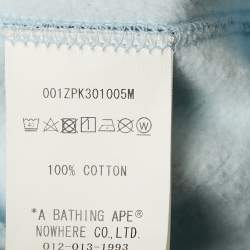 001ZPK301005M
100% COTTON
*A BATHING APE®
NOWHERE CO.,LTD.
012-013-1993